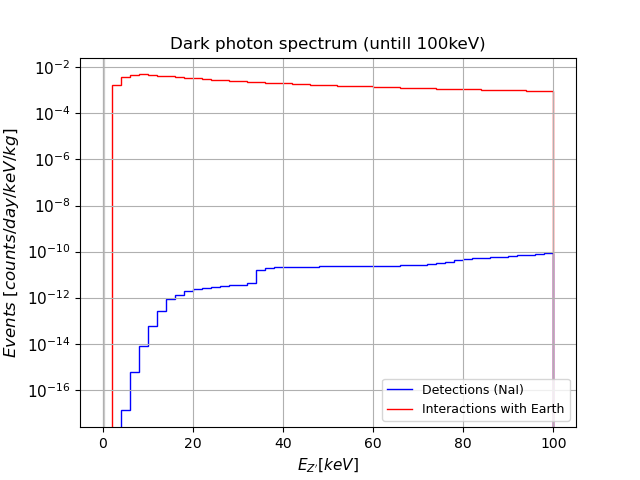 Dark photon spectrum (untill 100keV)
10⁻²
10⁻⁴
10⁻⁶
10⁻⁸
10⁻¹⁰
10⁻¹²
10⁻¹⁴
10⁻¹⁶
Events [counts/day/keV/kg]
Detections (NaI)
Interactions with Earth
0 20 40 60 80 100
E_{Z'}[keV]